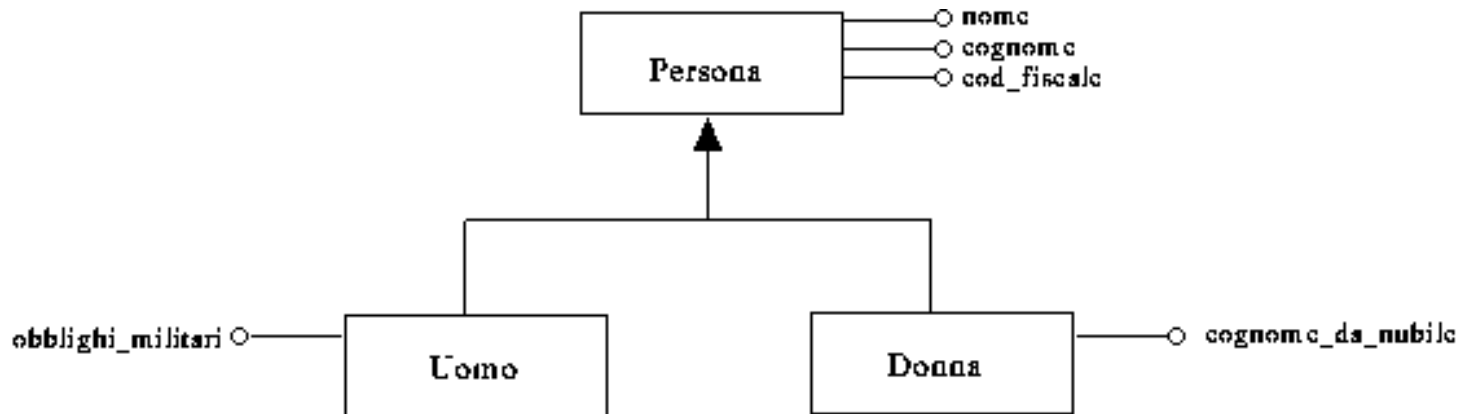 nome
cognome
cod_fiscale
Persona
obblighi_militari
Uomo
Donna
cognome_da_nubile